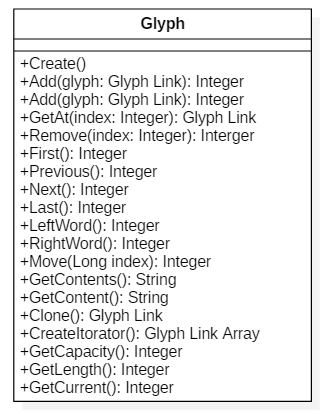 Glyph
+Create()
+Add(glyph: Glyph Link): Integer
+Add(glyph: Glyph Link): Integer
+GetAt(index: Integer): Glyph Link
+Remove(index: Integer): Interger
+First(): Integer
+Previous(): Integer
+Next(): Integer
+Last(): Integer
+LeftWord(): Integer
+RightWord(): Integer
+Move(Long index): Integer
+GetContents(): String
+GetContent(): String
+Clone(): Glyph Link
+CreateItorator(): Glyph Link Array
+GetCapacity(): Integer
+GetLength(): Integer
+GetCurrent(): Integer